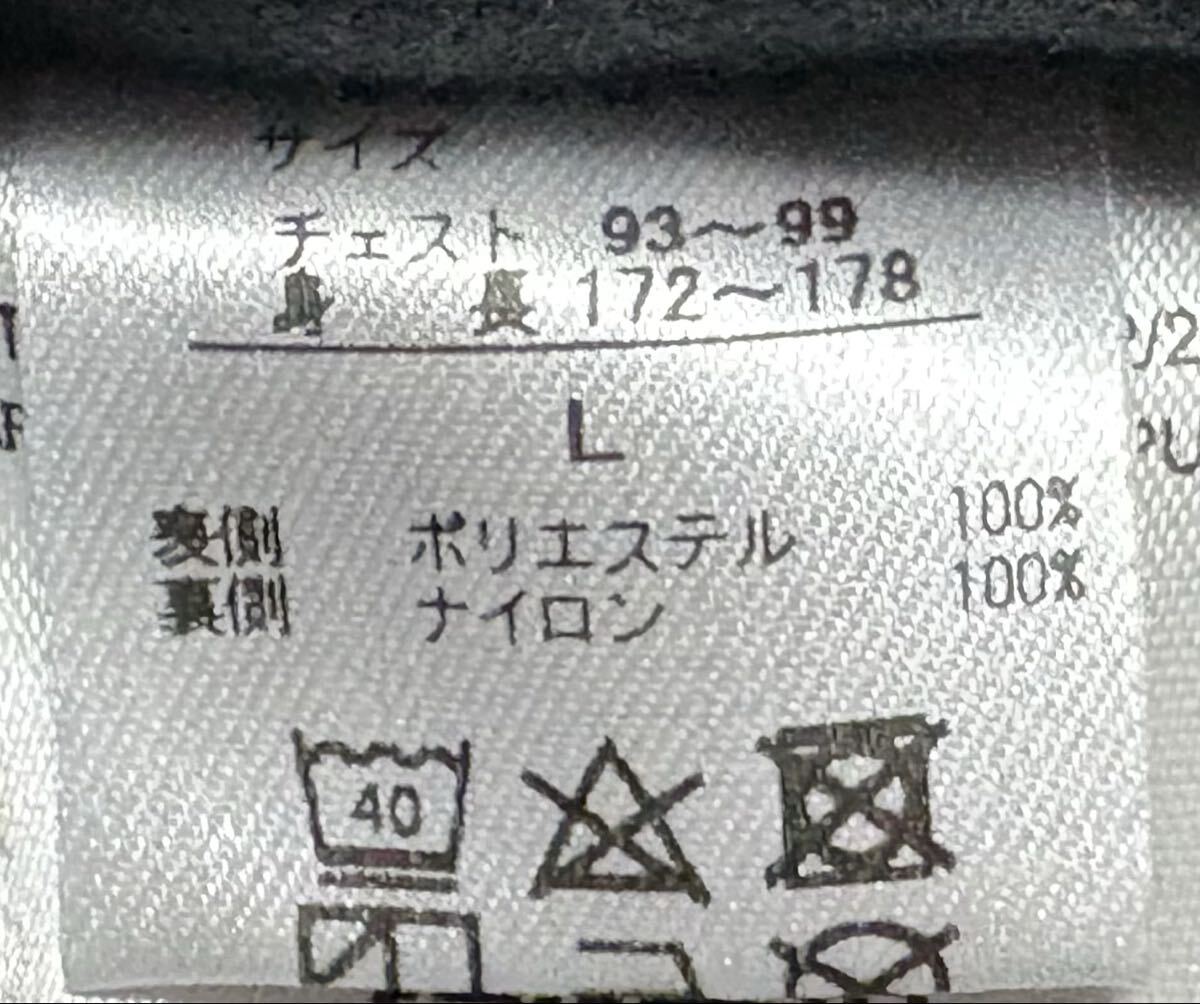 サイズ
チェスト 93～99
身 長 172～178
L
表側 ポリエステル 100%
裏側 ナイロン 100%
40